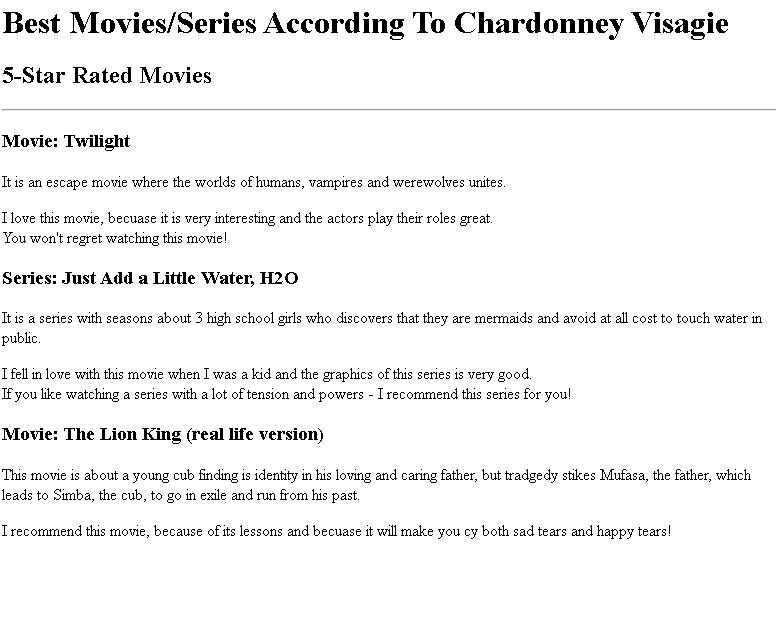 Best Movies/Series According To Chardonney Visagie
5-Star Rated Movies
Movie: Twilight
It is an escape movie where the worlds of humans, vampires and werewolves unites.
I love this movie, becuase it is very interesting and the actors play their roles great.
You won't regret watching this movie!
Series: Just Add a Little Water, H2O
It is a series with seasons about 3 high school girls who discovers that they are mermaids and avoid at all cost to touch water in
public.
I fell in love with this movie when I was a kid and the graphics of this series is very good.
If you like watching a series with a lot of tension and powers - I recommend this series for you!
Movie: The Lion King (real life version)
This movie is about a young cub finding is identity in his loving and caring father, but tradgedy stikes Mufasa, the father, which
leads to Simba, the cub, to go in exile and run from his past.
I recommend this movie, because of its lessons and becuase it will make you cy both sad tears and happy tears!